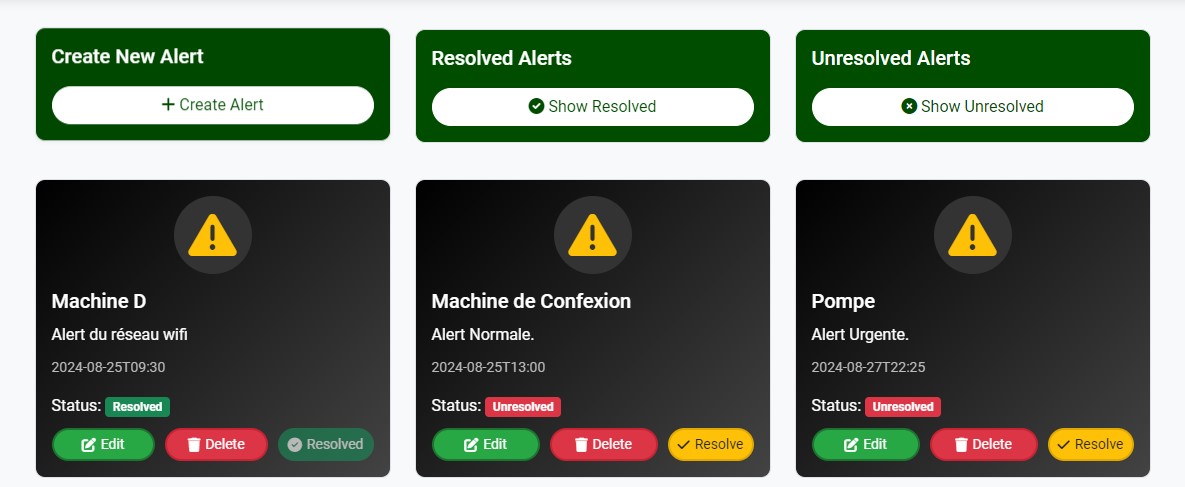 Create New Alert
Create Alert
Resolved Alerts
Show Resolved
Unresolved Alerts
Show Unresolved
Machine D
Alert du réseau wifi
2024-08-25T09:30
Status: Resolved
Edit Delete Resolved
Machine de Confexion
Alert Normale.
2024-08-25T13:00
Status: Unresolved
Edit Delete Resolve
Pompe
Alert Urgente.
2024-08-27T22:25
Status: Unresolved
Edit Delete Resolve